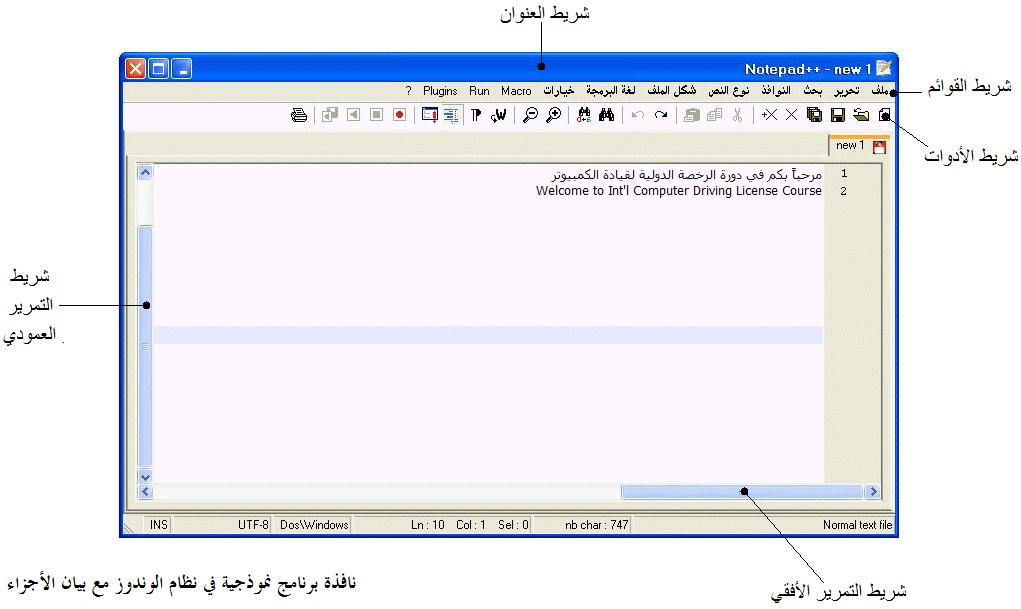 شريط العنوان
Notepad++ - new 1
ملف تحرير بحث النوافذ نوع النص شكل الملف لغة البرمجة خيارات Macro Run Plugins ?
شريط القوائم
شريط الأدوات
new 1
1 مرحباً بكم في دورة الرخصة الدولية لقيادة الكمبيوتر
2 Welcome to Int'l Computer Driving License Course
شريط
التمرير
العمودي
INS UTF-8 Dos\Windows Ln : 10 Col : 1 Sel : 0 nb char : 747 Normal text file
شريط التمرير الأفقي
نافذة برنامج نموذجية في نظام الوندوز مع بيان الأجزاء